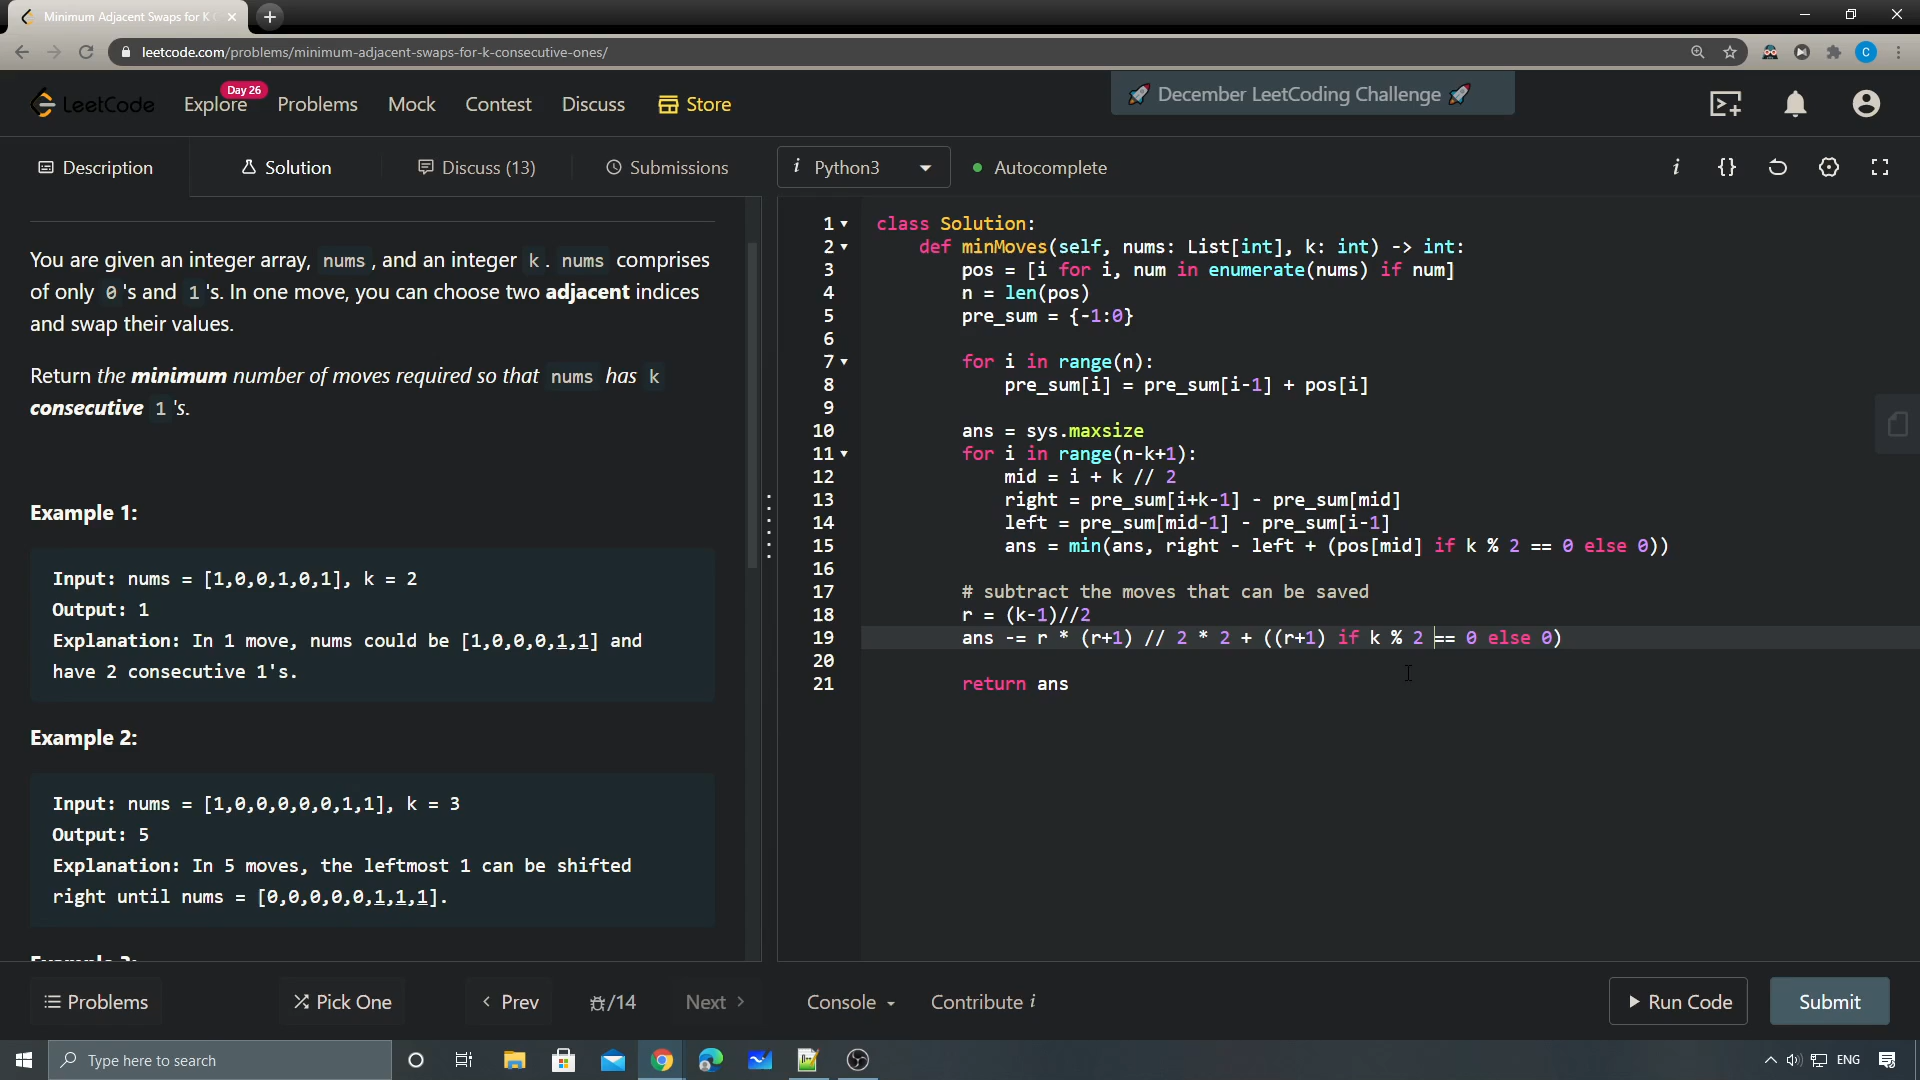 Minimum Adjacent Swaps for K C
leetcode.com/problems/minimum-adjacent-swaps-for-k-consecutive-ones/
C
LeetCode
Explore
Day 26
Problems
Mock
Contest
Discuss
Store
🚀 December LeetCoding Challenge 🚀
Description
Solution
Discuss (13)
Submissions
i Python3
Autocomplete
i
{}
You are given an integer array, nums, and an integer k. nums comprises
of only 0's and 1's. In one move, you can choose two adjacent indices
and swap their values.
Return the minimum number of moves required so that nums has k
consecutive 1's.
Example 1:
Input: nums = [1,0,0,1,0,1], k = 2
Output: 1
Explanation: In 1 move, nums could be [1,0,0,0,1,1] and
have 2 consecutive 1's.
Example 2:
Input: nums = [1,0,0,0,0,0,1,1], k = 3
Output: 5
Explanation: In 5 moves, the leftmost 1 can be shifted
right until nums = [0,0,0,0,0,1,1,1].
1 class Solution:
2     def minMoves(self, nums: List[int], k: int) -> int:
3         pos = [i for i, num in enumerate(nums) if num]
4         n = len(pos)
5         pre_sum = {-1:0}
6
7         for i in range(n):
8             pre_sum[i] = pre_sum[i-1] + pos[i]
9
10         ans = sys.maxsize
11         for i in range(n-k+1):
12             mid = i + k // 2
13             right = pre_sum[i+k-1] - pre_sum[mid]
14             left = pre_sum[mid-1] - pre_sum[i-1]
15             ans = min(ans, right - left + (pos[mid] if k % 2 == 0 else 0))
16
17         # subtract the moves that can be saved
18         r = (k-1)//2
19         ans -= r * (r+1) // 2 * 2 + ((r+1) if k % 2 == 0 else 0)
20
21         return ans
Problems
Pick One
Prev
/14
Next
Console
Contribute i
Run Code
Submit
Type here to search
ENG